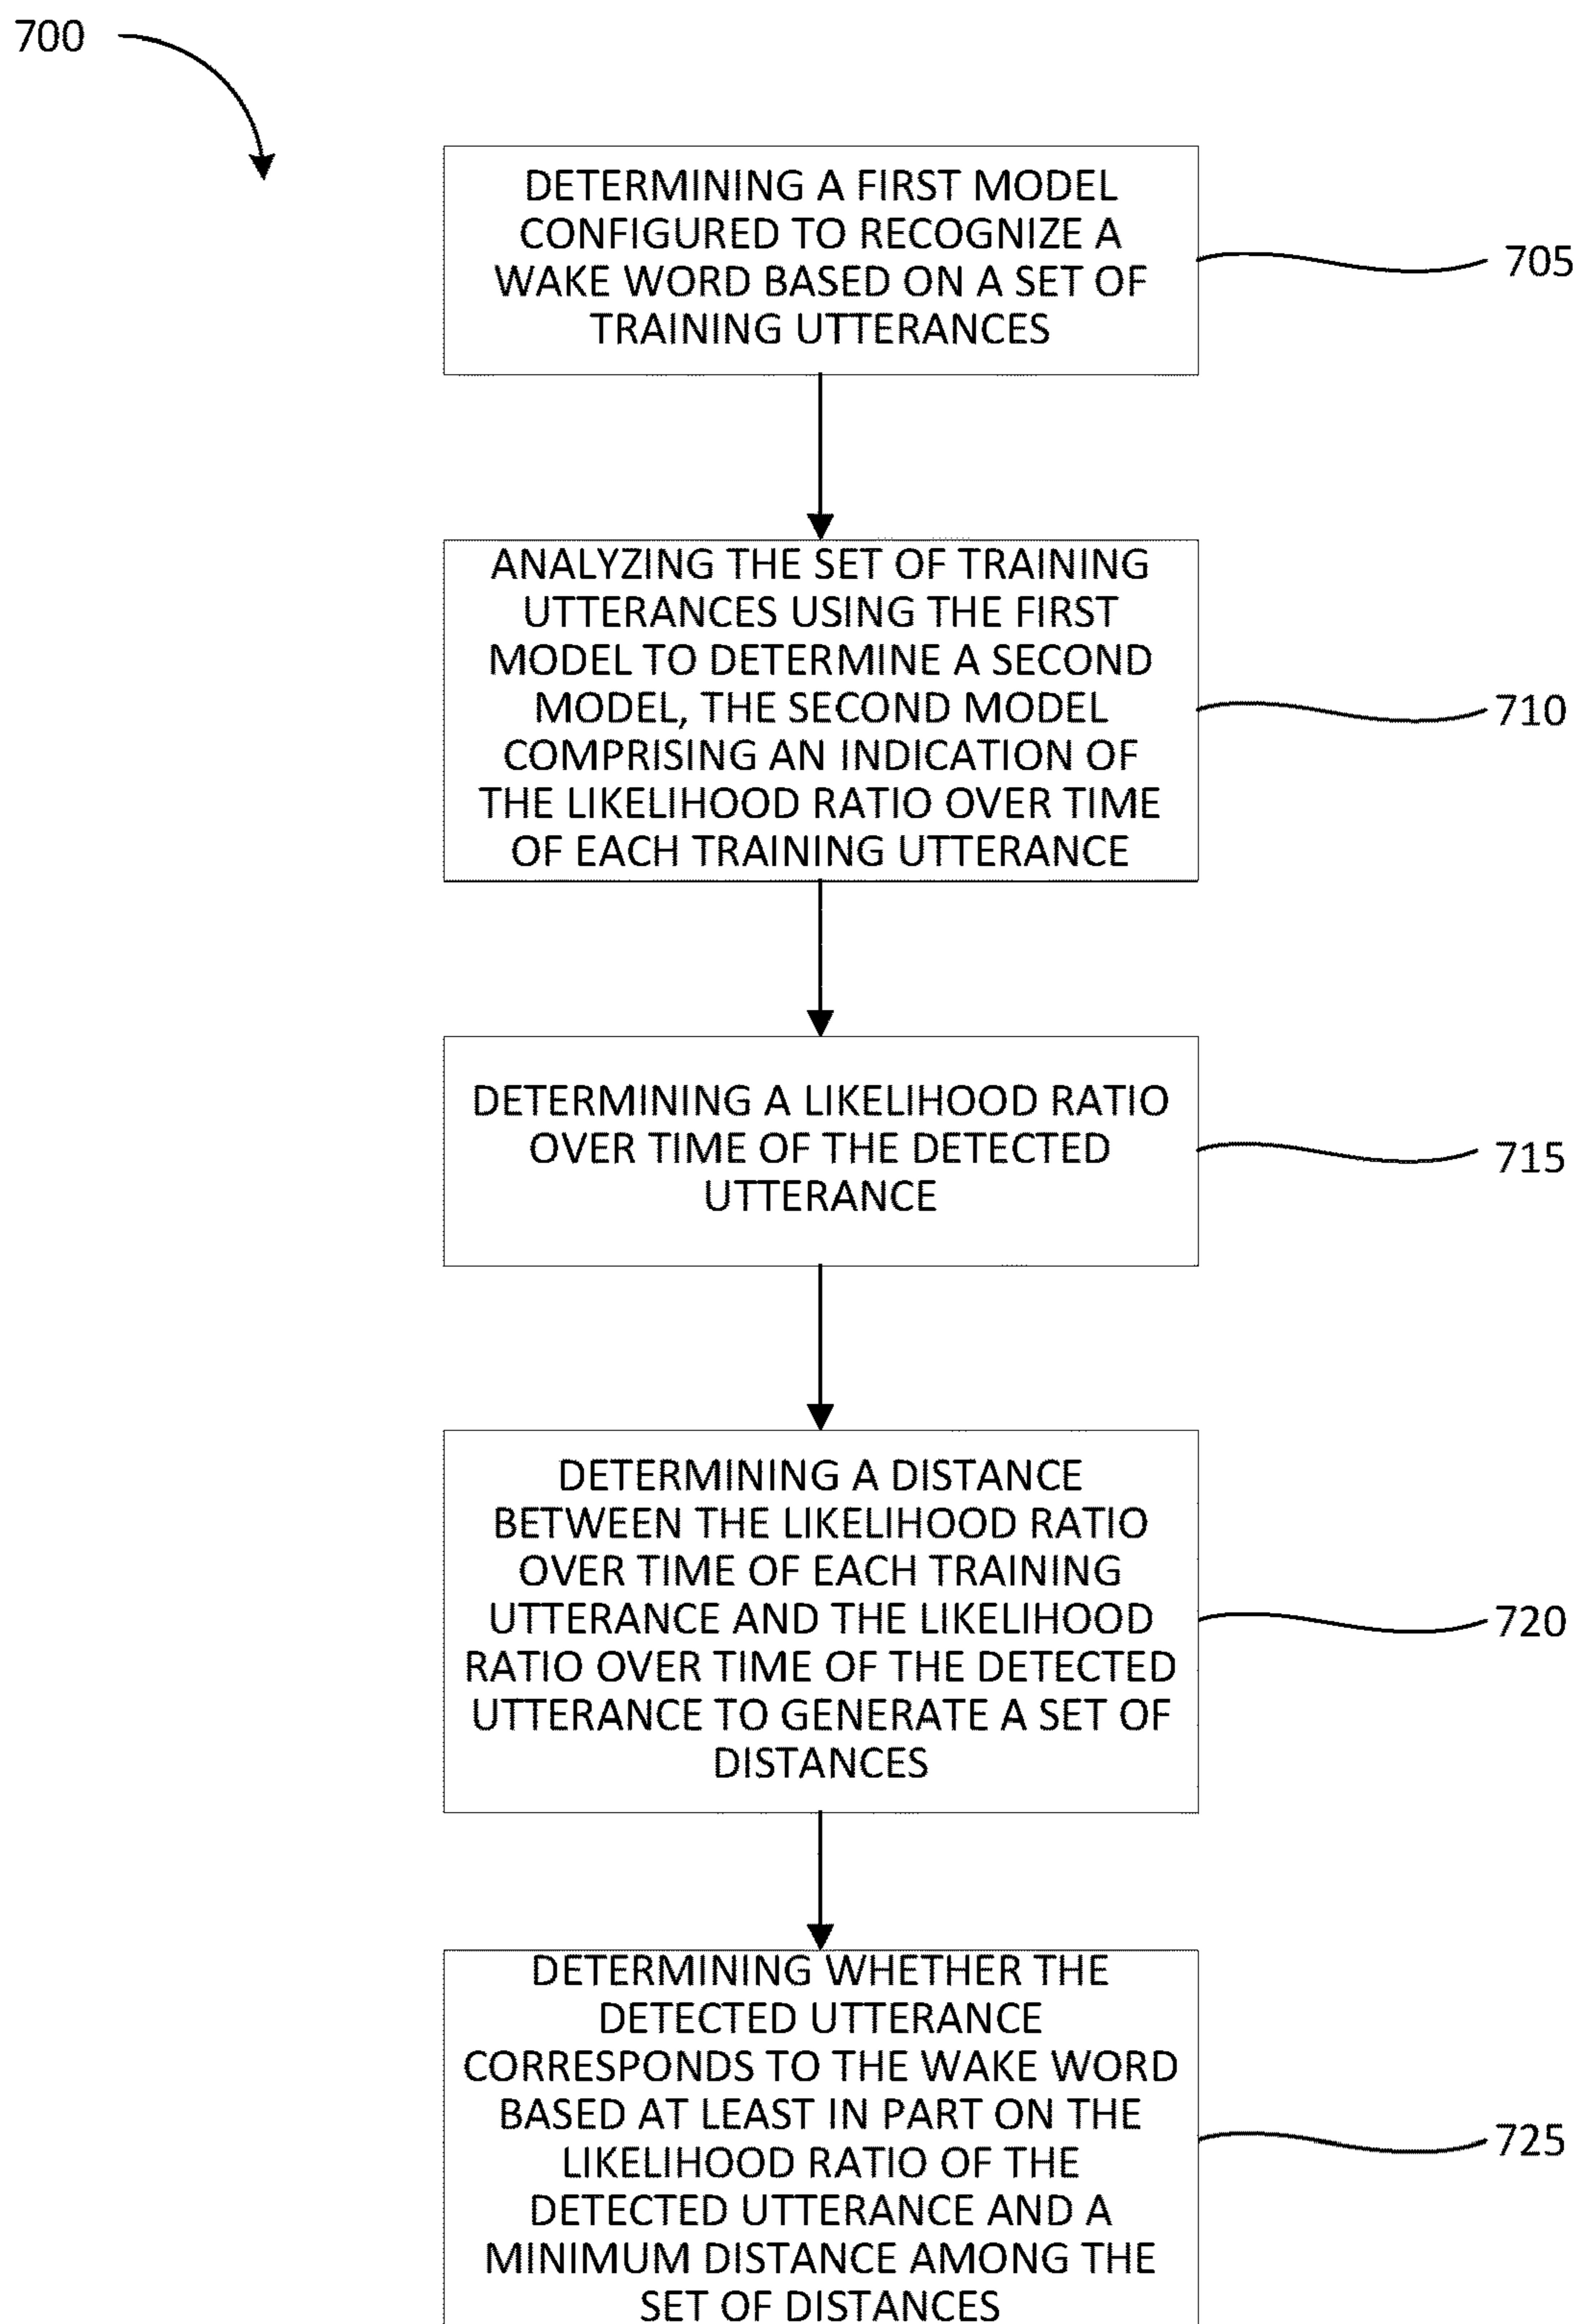 700
DETERMINING A FIRST MODEL
CONFIGURED TO RECOGNIZE A
WAKE WORD BASED ON A SET OF
TRAINING UTTERANCES
705
ANALYZING THE SET OF TRAINING
UTTERANCES USING THE FIRST
MODEL TO DETERMINE A SECOND
MODEL, THE SECOND MODEL
COMPRISING AN INDICATION OF
THE LIKELIHOOD RATIO OVER TIME
OF EACH TRAINING UTTERANCE
710
DETERMINING A LIKELIHOOD RATIO
OVER TIME OF THE DETECTED
UTTERANCE
715
DETERMINING A DISTANCE
BETWEEN THE LIKELIHOOD RATIO
OVER TIME OF EACH TRAINING
UTTERANCE AND THE LIKELIHOOD
RATIO OVER TIME OF THE DETECTED
UTTERANCE TO GENERATE A SET OF
DISTANCES
720
DETERMINING WHETHER THE
DETECTED UTTERANCE
CORRESPONDS TO THE WAKE WORD
BASED AT LEAST IN PART ON THE
LIKELIHOOD RATIO OF THE
DETECTED UTTERANCE AND A
MINIMUM DISTANCE AMONG THE
SET OF DISTANCES
725